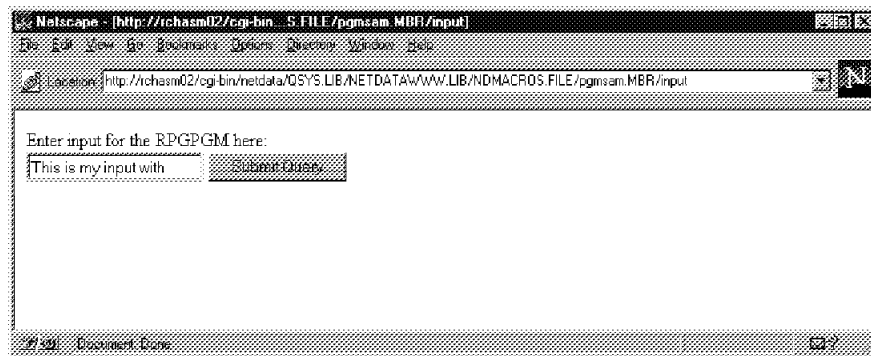 Netscape - [http://rchasm02/cgi-bin...S.FILE/pgmsam.MBR/input]
File Edit View Go Bookmarks Options Directory Window Help
Location: http://rchasm02/cgi-bin/netdata/QSYS.LIB/NETDATAWWW.LIB/NDMACROS.FILE/pgmsam.MBR/input
N
Enter input for the RPGPGM here:
This is my input with Submit Query
Document: Done